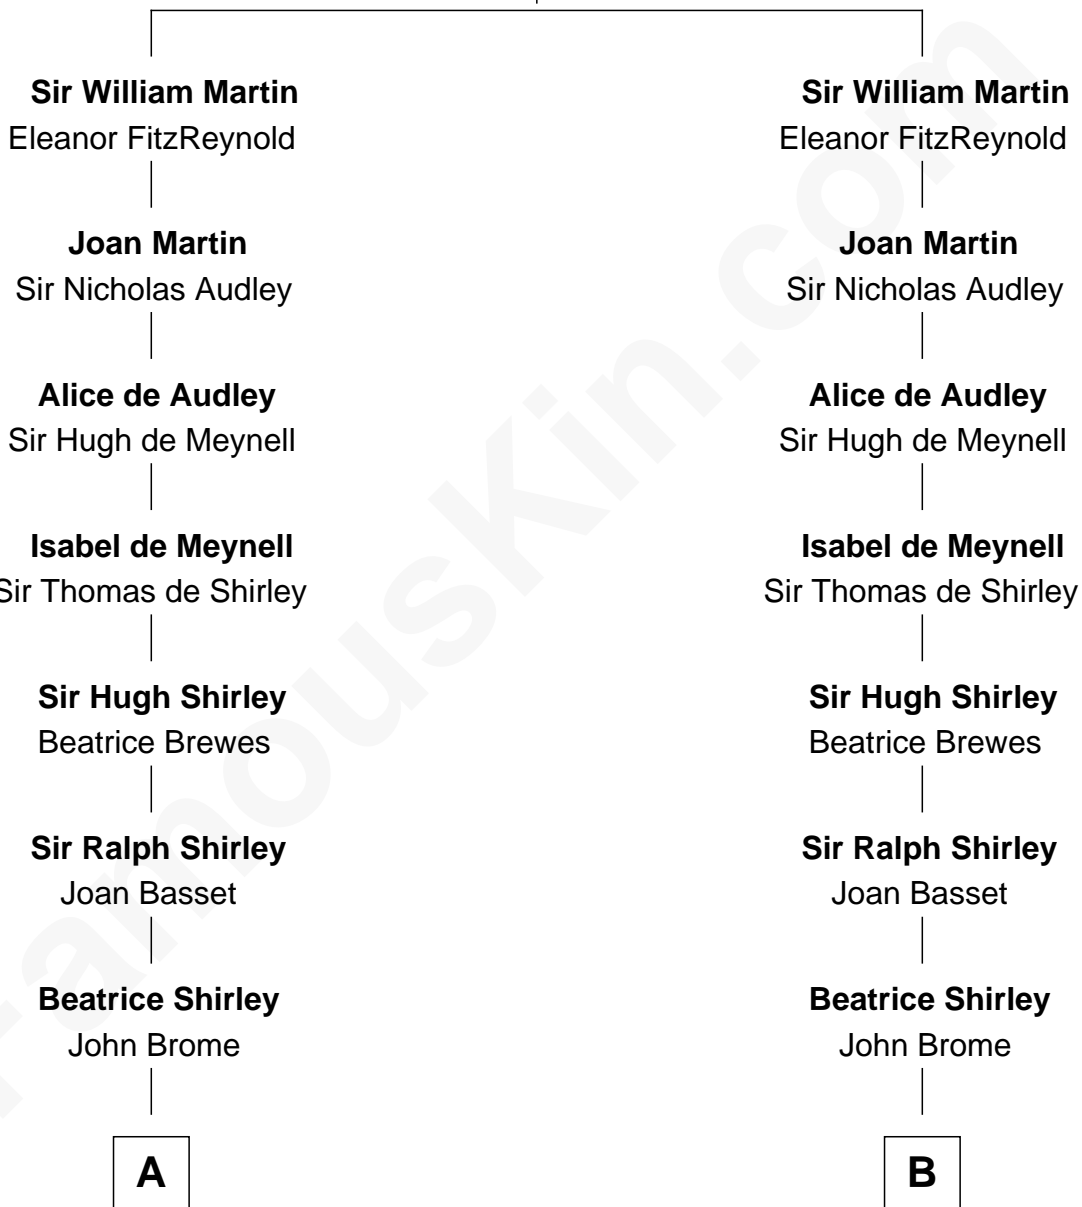 Sir William Martin
Eleanor FitzReynold
Joan Martin
Sir Nicholas Audley
Alice de Audley
Sir Hugh de Meynell
Isabel de Meynell
Sir Thomas de Shirley
Sir Hugh Shirley
Beatrice Brewes
Sir Ralph Shirley
Joan Basset
Beatrice Shirley
John Brome
A
Sir William Martin
Eleanor FitzReynold
Joan Martin
Sir Nicholas Audley
Alice de Audley
Sir Hugh de Meynell
Isabel de Meynell
Sir Thomas de Shirley
Sir Hugh Shirley
Beatrice Brewes
Sir Ralph Shirley
Joan Basset
Beatrice Shirley
John Brome
B
FamousKin.com